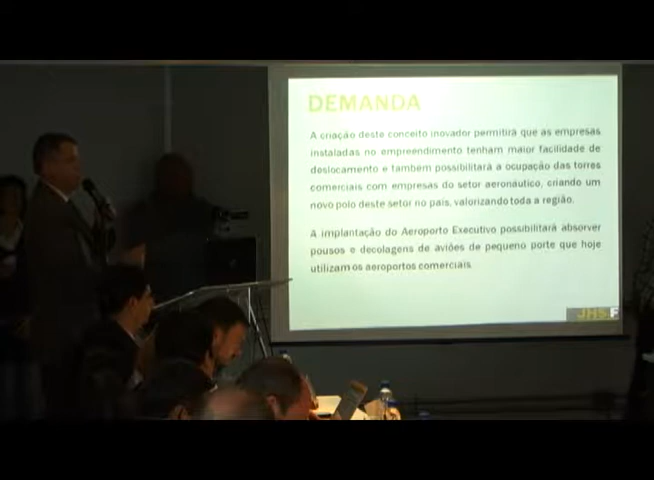 DEMANDA
A criação deste conceito inovador permitirá que as empresas
instaladas no empreendimento tenham maior facilidade de
deslocamento e também possibilitará a ocupação das torres
comerciais com empresas do setor aeronáutico, criando um
novo polo deste setor no país, valorizando toda a região.
A implantação do Aeroporto Executivo possibilitará absorver
pousos e decolagens de aviões de pequeno porte que hoje
utilizam os aeroportos comerciais.
JHSF